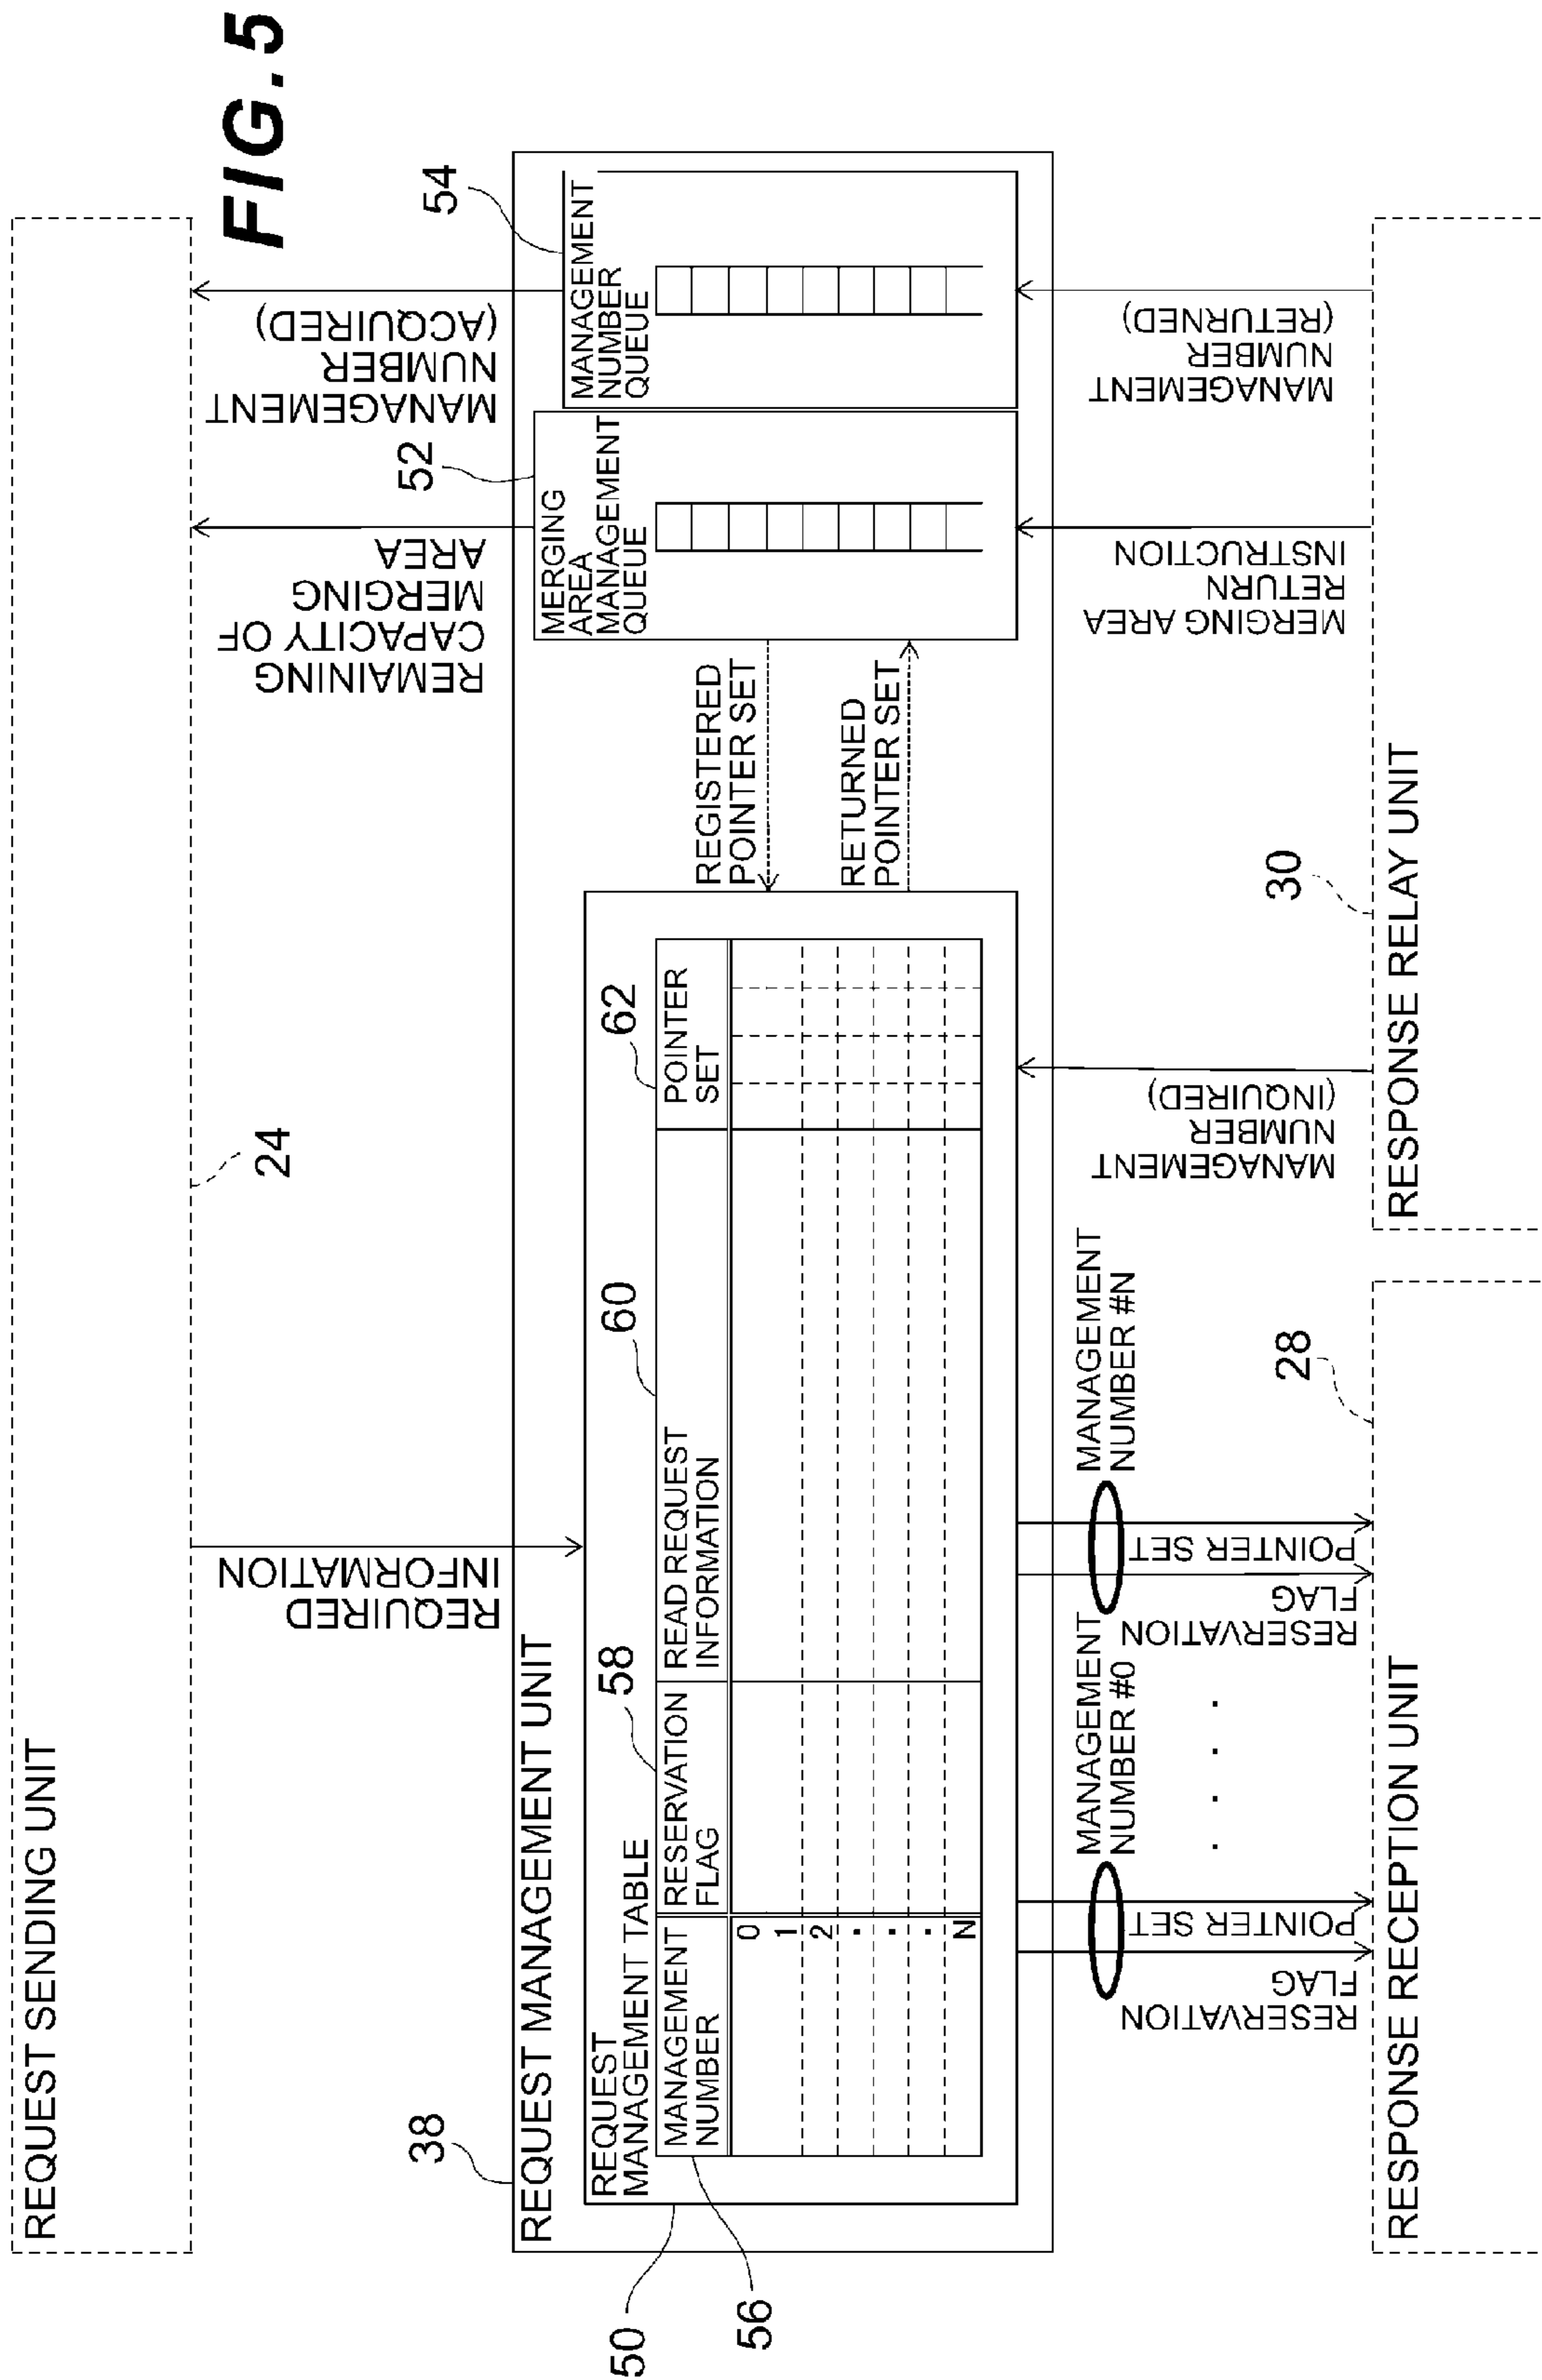 FIG.5
REQUEST SENDING UNIT
24
REQUIRED
INFORMATION
REMAINING
CAPACITY OF
MERGING
AREA
MANAGEMENT
NUMBER
(ACQUIRED)
38
REQUEST MANAGEMENT UNIT
50
REQUEST
MANAGEMENT TABLE
56
58
60
62
MANAGEMENT
NUMBER
RESERVATION
FLAG
READ REQUEST
INFORMATION
POINTER
SET
0
1
2
.
.
.
N
REGISTERED
POINTER SET
RETURNED
POINTER SET
52
MERGING
AREA
MANAGEMENT
QUEUE
54
MANAGEMENT
NUMBER
QUEUE
RESERVATION
FLAG
POINTER SET
MANAGEMENT
NUMBER #0
. . . .
RESERVATION
FLAG
POINTER SET
MANAGEMENT
NUMBER #N
MANAGEMENT
NUMBER
(INQUIRED)
MERGING AREA
RETURN
INSTRUCTION
MANAGEMENT
NUMBER
(RETURNED)
28
RESPONSE RECEPTION UNIT
30
RESPONSE RELAY UNIT